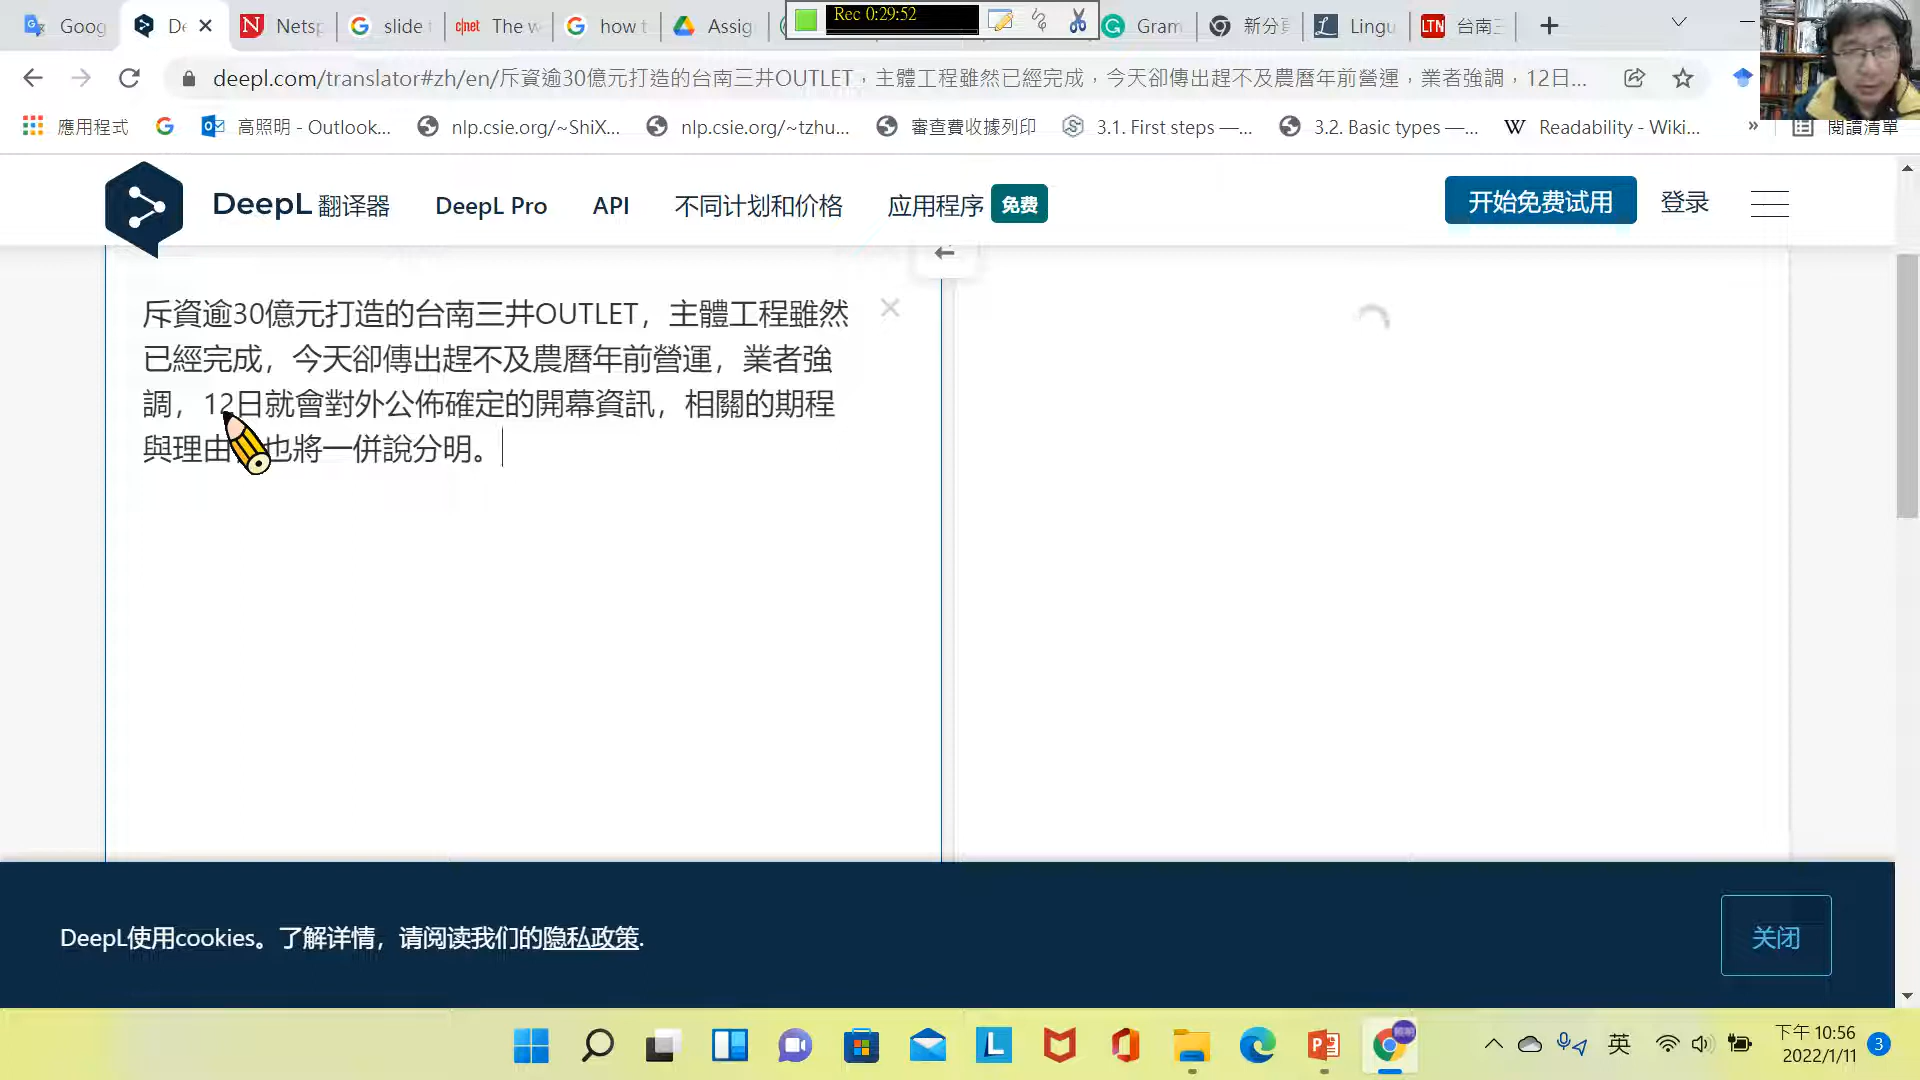 Goog
De
Netsp
slide
c|net The w
how t
Assig
Rec 0:29:52
Gram
新分頁
Lingu
LTN 台南三
deepl.com/translator#zh/en/斥資逾30億元打造的台南三井OUTLET，主體工程雖然已經完成，今天卻傳出趕不及農曆年前營運，業者強調，12日...
應用程式
高照明 - Outlook...
nlp.csie.org/~ShiX...
nlp.csie.org/~tzhu...
審查費收據列印
3.1. First steps —...
3.2. Basic types —...
W Readability - Wiki...
»
閱讀清單
DeepL 翻译器
DeepL Pro
API
不同计划和价格
应用程序 免费
开始免费试用
登录
斥資逾30億元打造的台南三井OUTLET，主體工程雖然
已經完成，今天卻傳出趕不及農曆年前營運，業者強
調，12日就會對外公佈確定的開幕資訊，相關的期程
與理由 也將一併說分明。
DeepL使用cookies。了解详情，请阅读我们的隐私政策.
关闭
英
下午 10:56
2022/1/11
3